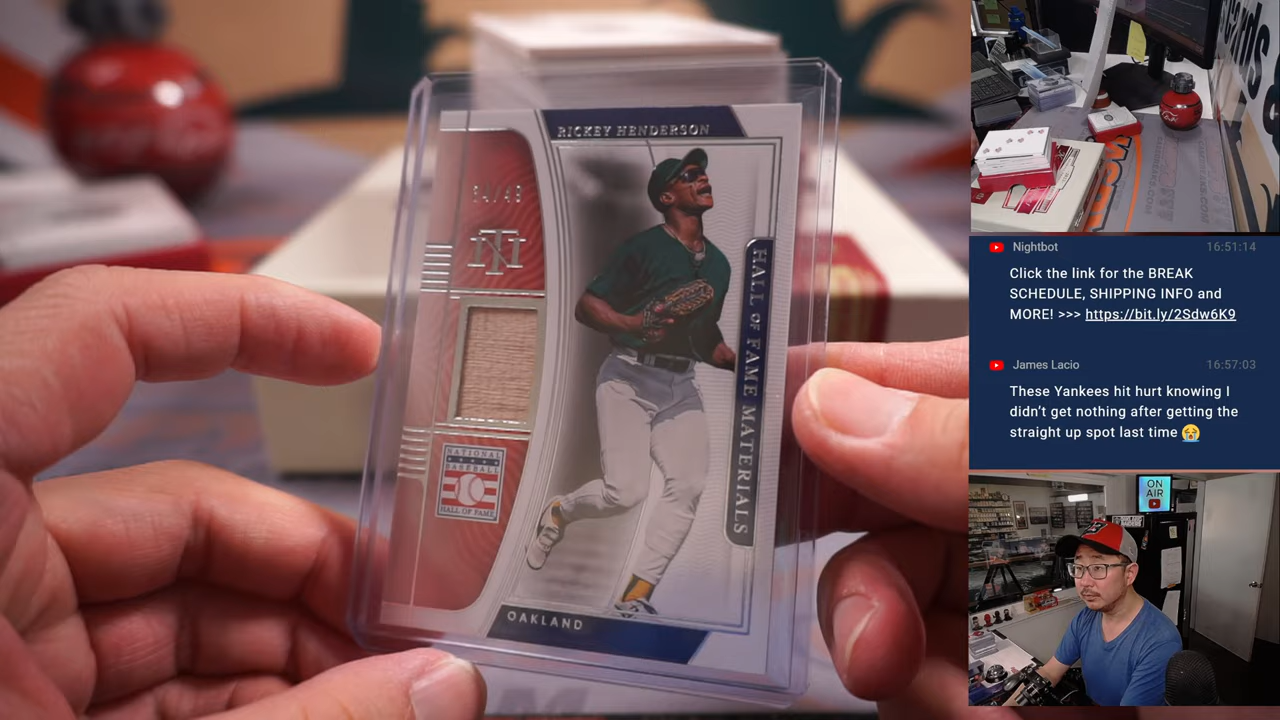 RICKEY HENDERSON
HALL OF FAME MATERIALS
NATIONAL
BASEBALL
HALL OF FAME
OAKLAND
Nightbot
16:51:14
Click the link for the BREAK
SCHEDULE, SHIPPING INFO and
MORE! >>> https://bit.ly/2Sdw6K9
James Lacio
16:57:03
These Yankees hit hurt knowing I
didn't get nothing after getting the
straight up spot last time 😭
ON
AIR